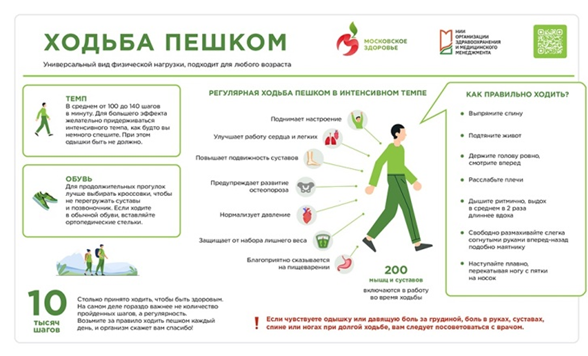 ХОДЬБА ПЕШКОМ
Универсальный вид физической нагрузки, подходит для любого возраста
МОСКОВСКОЕ
ЗДОРОВЬЕ
НИИ
ОРГАНИЗАЦИИ
ЗДРАВООХРАНЕНИЯ
И МЕДИЦИНСКОГО
МЕНЕДЖМЕНТА
ТЕМП
В среднем от 100 до 140 шагов
в минуту. Для большего эффекта
желательно придерживаться
интенсивного темпа, как будто вы
немного спешите. При этом
одышки быть не должно.
ОБУВЬ
Для продолжительных прогулок
лучше выбирать кроссовки, чтобы
не перегружать суставы
и позвоночник. Если ходите
в обычной обуви, вставляйте
ортопедические стельки.
РЕГУЛЯРНАЯ ХОДЬБА ПЕШКОМ В ИНТЕНСИВНОМ ТЕМПЕ
Поднимает настроение
Улучшает работу сердца и легких
Повышает подвижность суставов
Предупреждает развитие
остеопороза
Нормализует давление
Защищает от набора лишнего веса
Благоприятно сказывается
на пищеварении
200
мышц и суставов
включаются в работу
во время ходьбы
КАК ПРАВИЛЬНО ХОДИТЬ?
Выпрямите спину
Подтяните живот
Держите голову ровно,
смотрите вперед
Расслабьте плечи
Дышите ритмично, выдох
в среднем в 2 раза
длиннее вдоха
Свободно размахивайте слегка
согнутыми руками вперед-назад
подобно маятнику
Наступайте плавно,
перекатывая ногу с пятки
на носок
10
тысяч
шагов
Столько принято ходить, чтобы быть здоровым.
На самом деле гораздо важнее не количество
пройденных шагов, а регулярность.
Возьмите за правило ходить пешком каждый
день, и организм скажет вам спасибо!
! Если чувствуете одышку или давящую боль за грудиной, боль в руках, суставах,
спине или ногах при долгой ходьбе, вам следует посоветоваться с врачом.